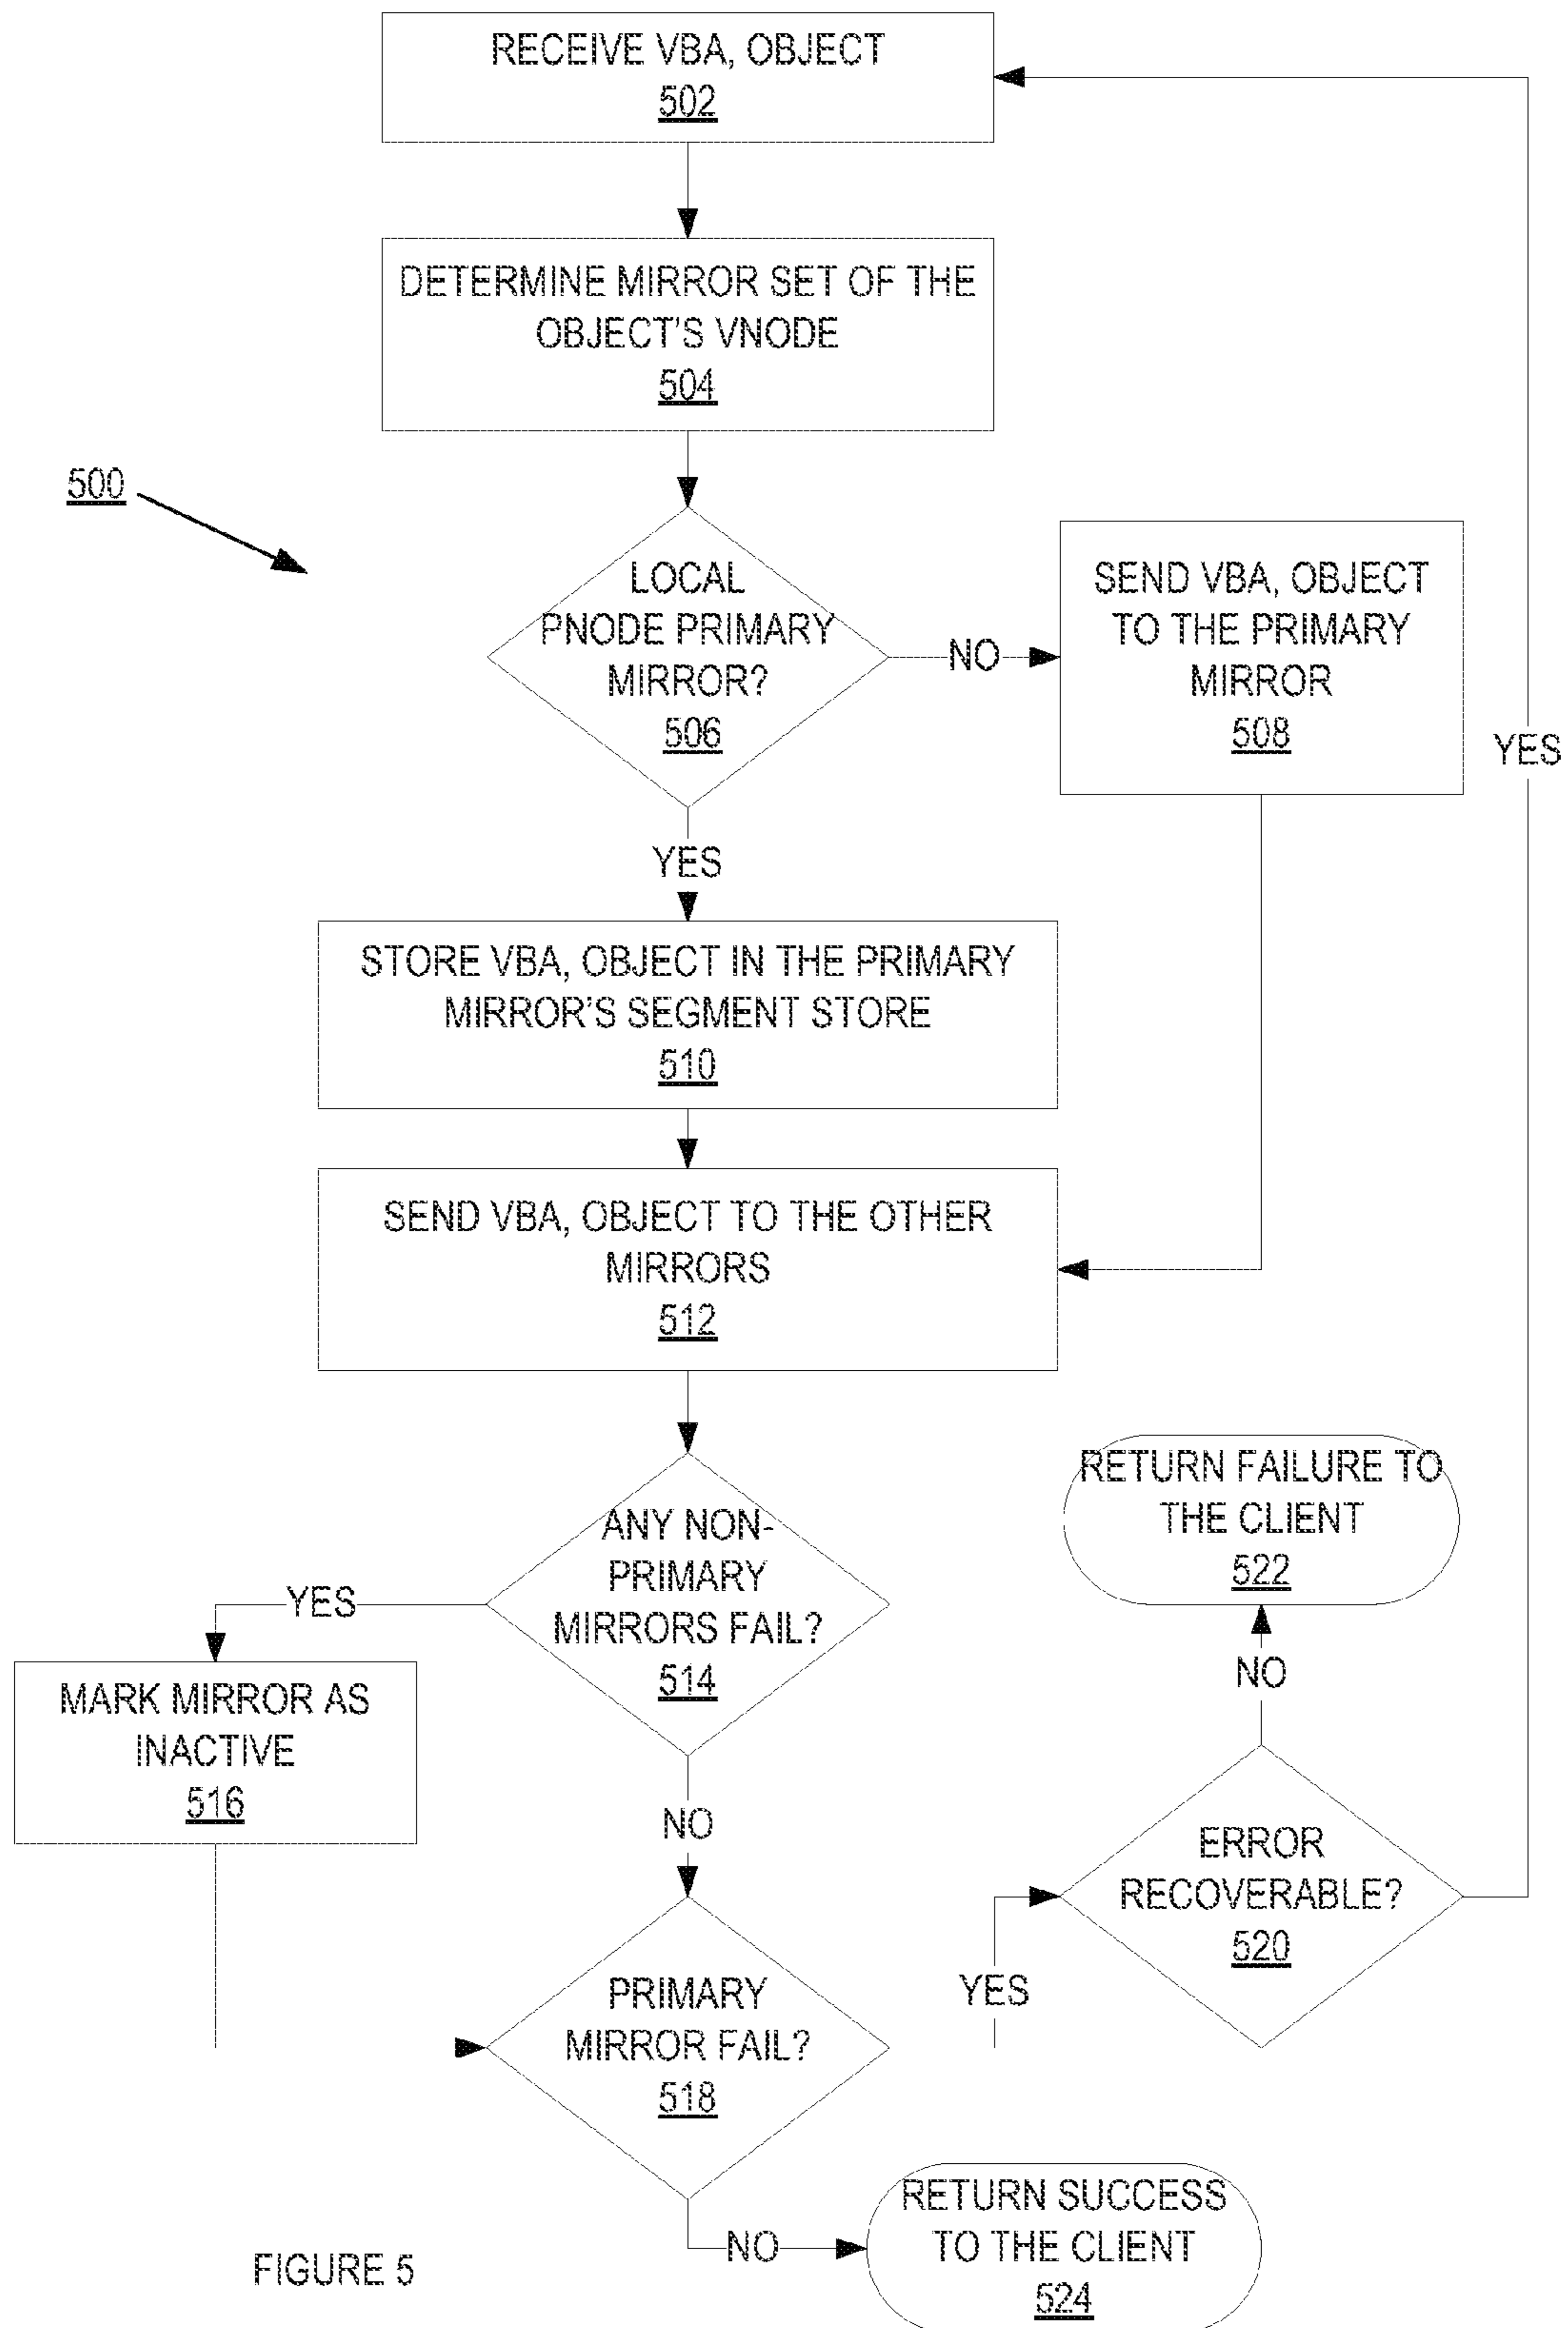 RECEIVE VBA, OBJECT
502
DETERMINE MIRROR SET OF THE
OBJECT'S VNODE
504
500
LOCAL
PNODE PRIMARY
MIRROR?
506
NO
SEND VBA, OBJECT
TO THE PRIMARY
MIRROR
508
YES
YES
STORE VBA, OBJECT IN THE PRIMARY
MIRROR'S SEGMENT STORE
510
SEND VBA, OBJECT TO THE OTHER
MIRRORS
512
ANY NON-
PRIMARY
MIRRORS FAIL?
514
YES
MARK MIRROR AS
INACTIVE
516
NO
RETURN FAILURE TO
THE CLIENT
522
NO
ERROR
RECOVERABLE?
520
YES
PRIMARY
MIRROR FAIL?
518
NO
RETURN SUCCESS
TO THE CLIENT
524
FIGURE 5